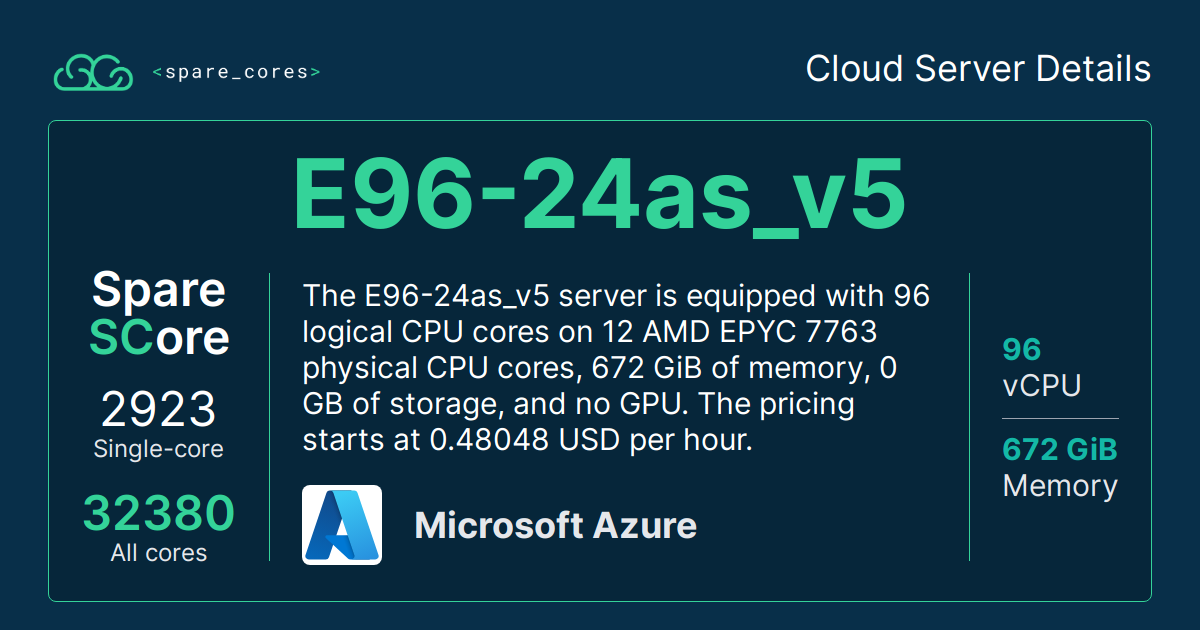 <spare_cores>
Cloud Server Details
E96-24as_v5
Spare
SCore
2923
Single-core
32380
All cores
The E96-24as_v5 server is equipped with 96
logical CPU cores on 12 AMD EPYC 7763
physical CPU cores, 672 GiB of memory, 0
GB of storage, and no GPU. The pricing
starts at 0.48048 USD per hour.
Microsoft Azure
96
vCPU
672 GiB
Memory